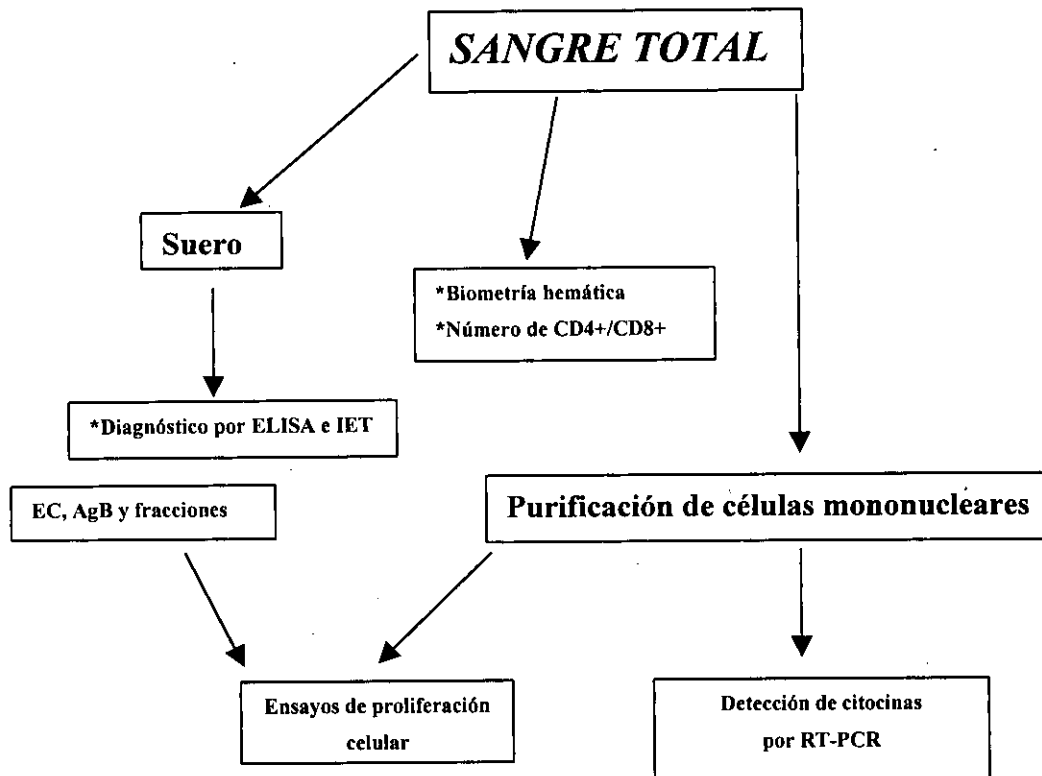 SANGRE TOTAL
Suero
*Biometría hemática
*Número de CD4+/CD8+
*Diagnóstico por ELISA e IET
EC, AgB y fracciones
Purificación de células mononucleares
Ensayos de proliferación
celular
Detección de citocinas
por RT-PCR